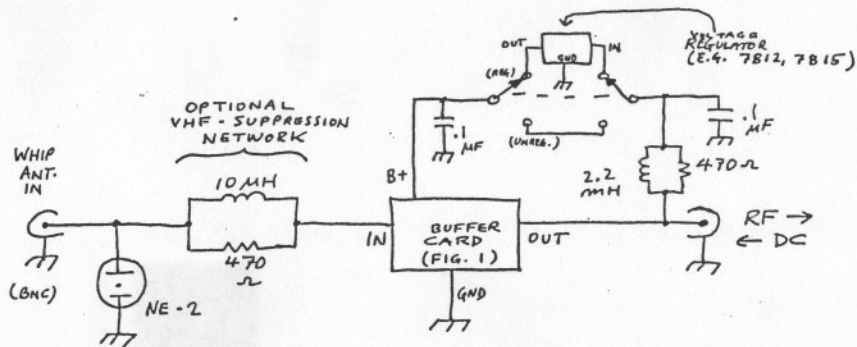 VOLTAGE
REGULATOR
(E.G. 7812, 7815)
OUT
IN
GND
(REG.)
OPTIONAL
VHF-SUPPRESSION
NETWORK
.1
µF
(UNREG.)
.1
µF
WHIP
ANT.
IN
10 µH
B+
2.2
mH
470Ω
470
Ω
IN
BUFFER
CARD
(FIG. 1)
OUT
RF →
← DC
(BNC)
NE-2
GND